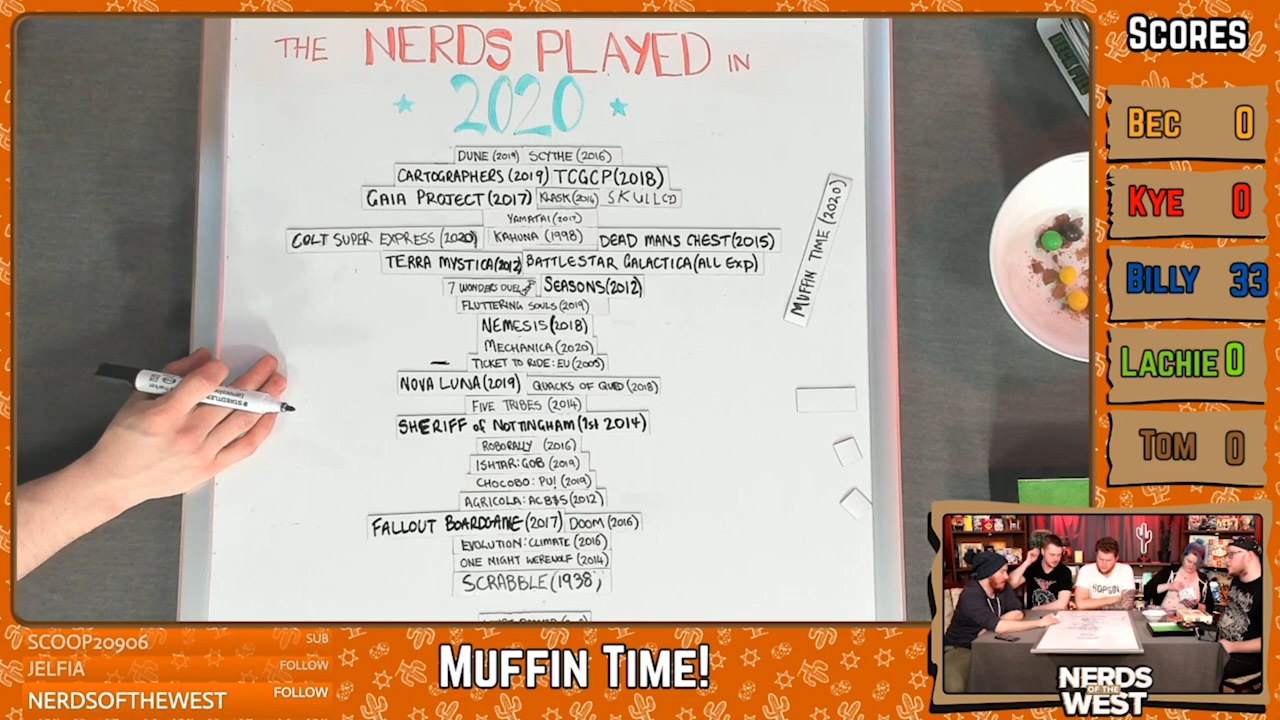 THE NERDS PLAYED IN
★ 2020 ★
DUNE (2019) SCYTHE (2016)
CARTOGRAPHERS (2019) TCGCP (2018)
GAIA PROJECT (2017) KLASK (2014) SKULL (?)
YAMATAI (2017)
COLT SUPER EXPRESS (2020) KAHUNA (1998) DEAD MANS CHEST (2015)
TERRA MYSTICA (2012) BATTLESTAR GALACTICA (ALL EXP)
7 WONDERS DUEL SEASONS (2012)
FLUTTERING SOULS (2019)
NEMESIS (2018)
MECHANICA (2020)
TICKET TO RIDE: EU (2005)
NOVA LUNA (2019) QUACKS OF QUED (2018)
FIVE TRIBES (2014)
SHERIFF of NOTTINGHAM (1st 2014)
ROBORALLY (2016)
ISHTAR: GOB (2019)
CHOCOBO: PU! (2019)
AGRICOLA: ACB&S (2012)
FALLOUT BOARDGAME (2017) DOOM (2016)
EVOLUTION: CLIMATE (2016)
ONE NIGHT WEREWOLF (2014)
SCRABBLE (1938)
MUFFIN TIME (2020)
STAEDTLER
SCORES
BEC 0
KYE 0
BILLY 33
LACHIE 0
TOM 0
SCOOP20906 SUB
JELFIA FOLLOW
NERDSOFTHEWEST FOLLOW
MUFFIN TIME!
NERDS
OF THE
WEST